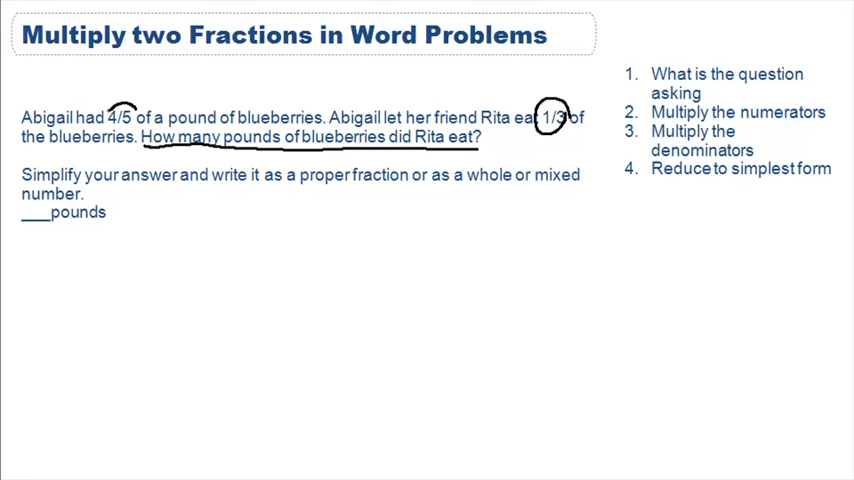 Multiply two Fractions in Word Problems
Abigail had 4/5 of a pound of blueberries. Abigail let her friend Rita eat 1/3 of
the blueberries. How many pounds of blueberries did Rita eat?
Simplify your answer and write it as a proper fraction or as a whole or mixed
number.
___pounds
1. What is the question
asking
2. Multiply the numerators
3. Multiply the
denominators
4. Reduce to simplest form